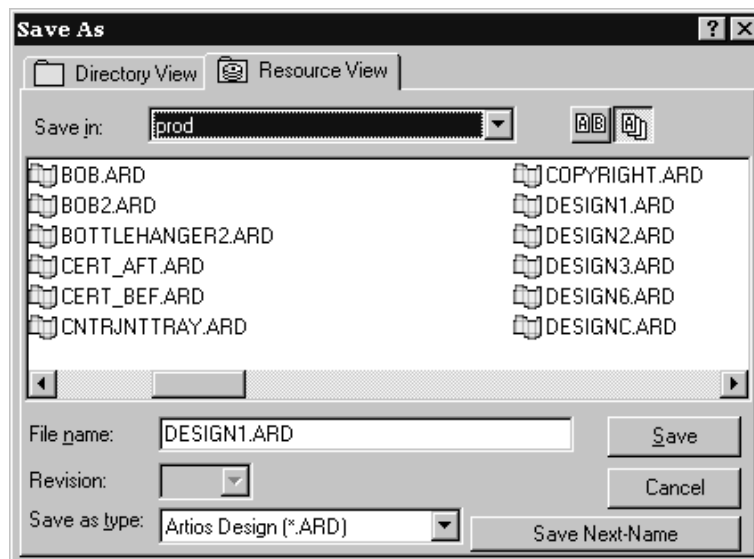 Save As
Directory View Resource View
Save in: prod
BOB.ARD COPYRIGHT.ARD
BOB2.ARD DESIGN1.ARD
BOTTLEHANGER2.ARD DESIGN2.ARD
CERT_AFT.ARD DESIGN3.ARD
CERT_BEF.ARD DESIGN6.ARD
CNTRJNTTRAY.ARD DESIGNC.ARD
File name: DESIGN1.ARD Save
Revision: Cancel
Save as type: Artios Design (*.ARD) Save Next-Name